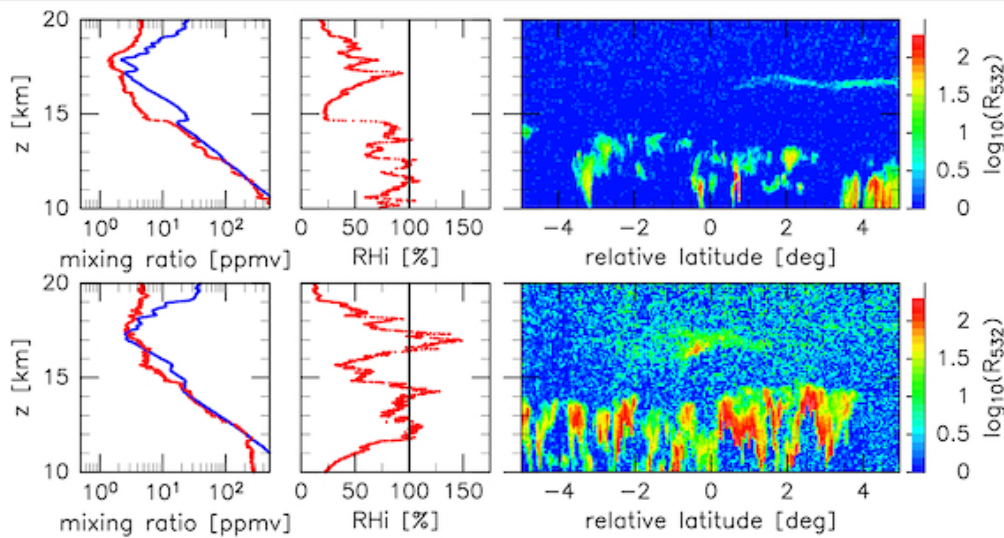 20
15
10
z [km]
10⁰ 10¹ 10²
mixing ratio [ppmv]
0 50 100 150
RHi [%]
−4 −2 0 2 4
relative latitude [deg]
2
1.5
1
0.5
0
log₁₀(R₅₃₂)
20
15
10
z [km]
10⁰ 10¹ 10²
mixing ratio [ppmv]
0 50 100 150
RHi [%]
−4 −2 0 2 4
relative latitude [deg]
2
1.5
1
0.5
0
log₁₀(R₅₃₂)